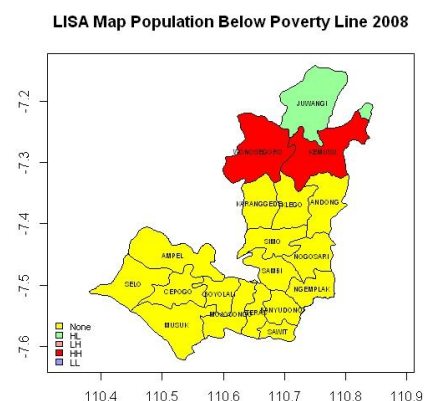 LISA Map Population Below Poverty Line 2008
-7.2
-7.3
-7.4
-7.5
-7.6
JUWANGI
WONOSEGORO
KEMUSU
KARANGGEDE
KLEGO
ANDONG
SIMO
NOGOSARI
AMPEL
SAMBI
SELO
CEPOGO
BOYOLALI
NGEMPLAK
MUSUK
MOJOSONGO
TERAS
BANYUDONO
SAWIT
None
HL
LH
HH
LL
110.4
110.5
110.6
110.7
110.8
110.9